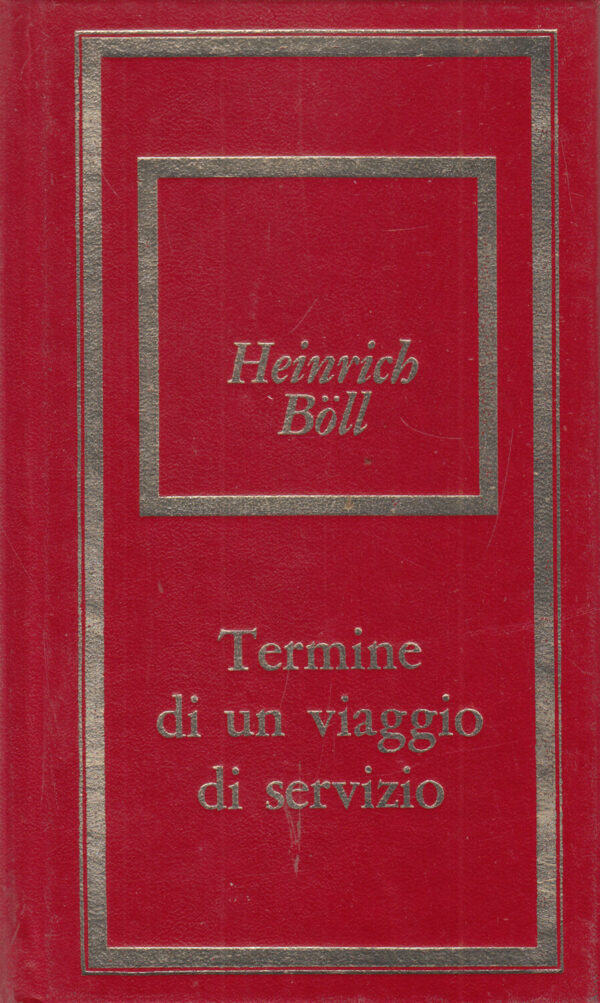 Heinrich
Böll
Termine
di un viaggio
di servizio